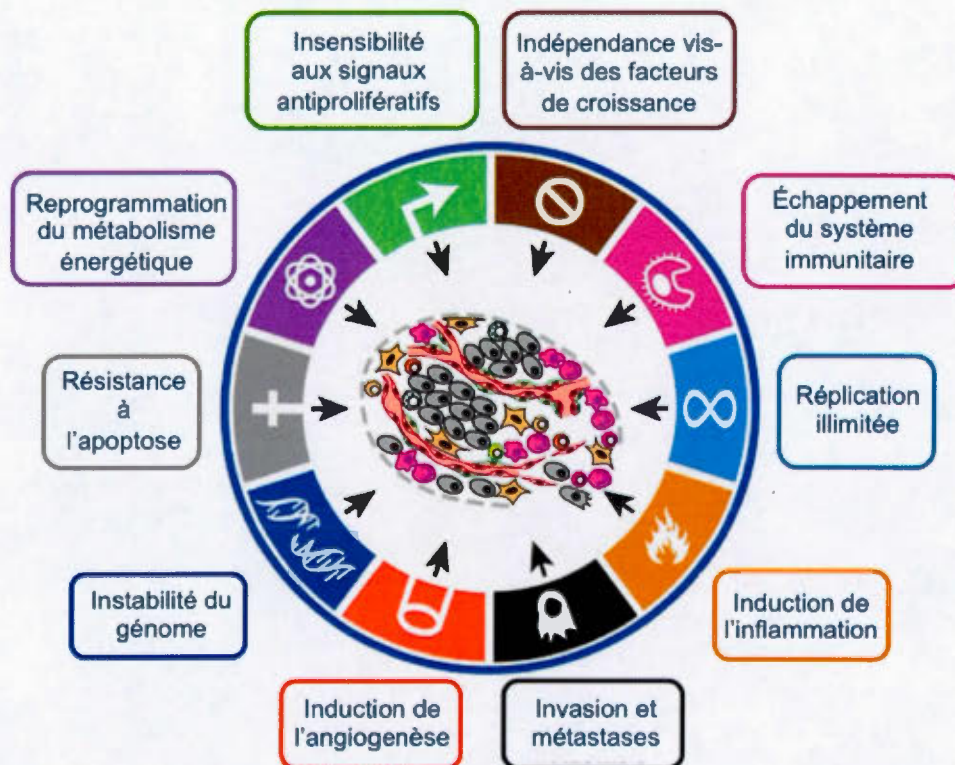 Insensibilité
aux signaux
antiprolifératifs
Indépendance vis-
à-vis des facteurs
de croissance
Reprogrammation
du métabolisme
énergétique
Échappement
du système
immunitaire
Résistance
à
l'apoptose
Réplication
illimitée
Instabilité du
génome
Induction de
l'inflammation
Induction de
l'angiogenèse
Invasion et
métastases